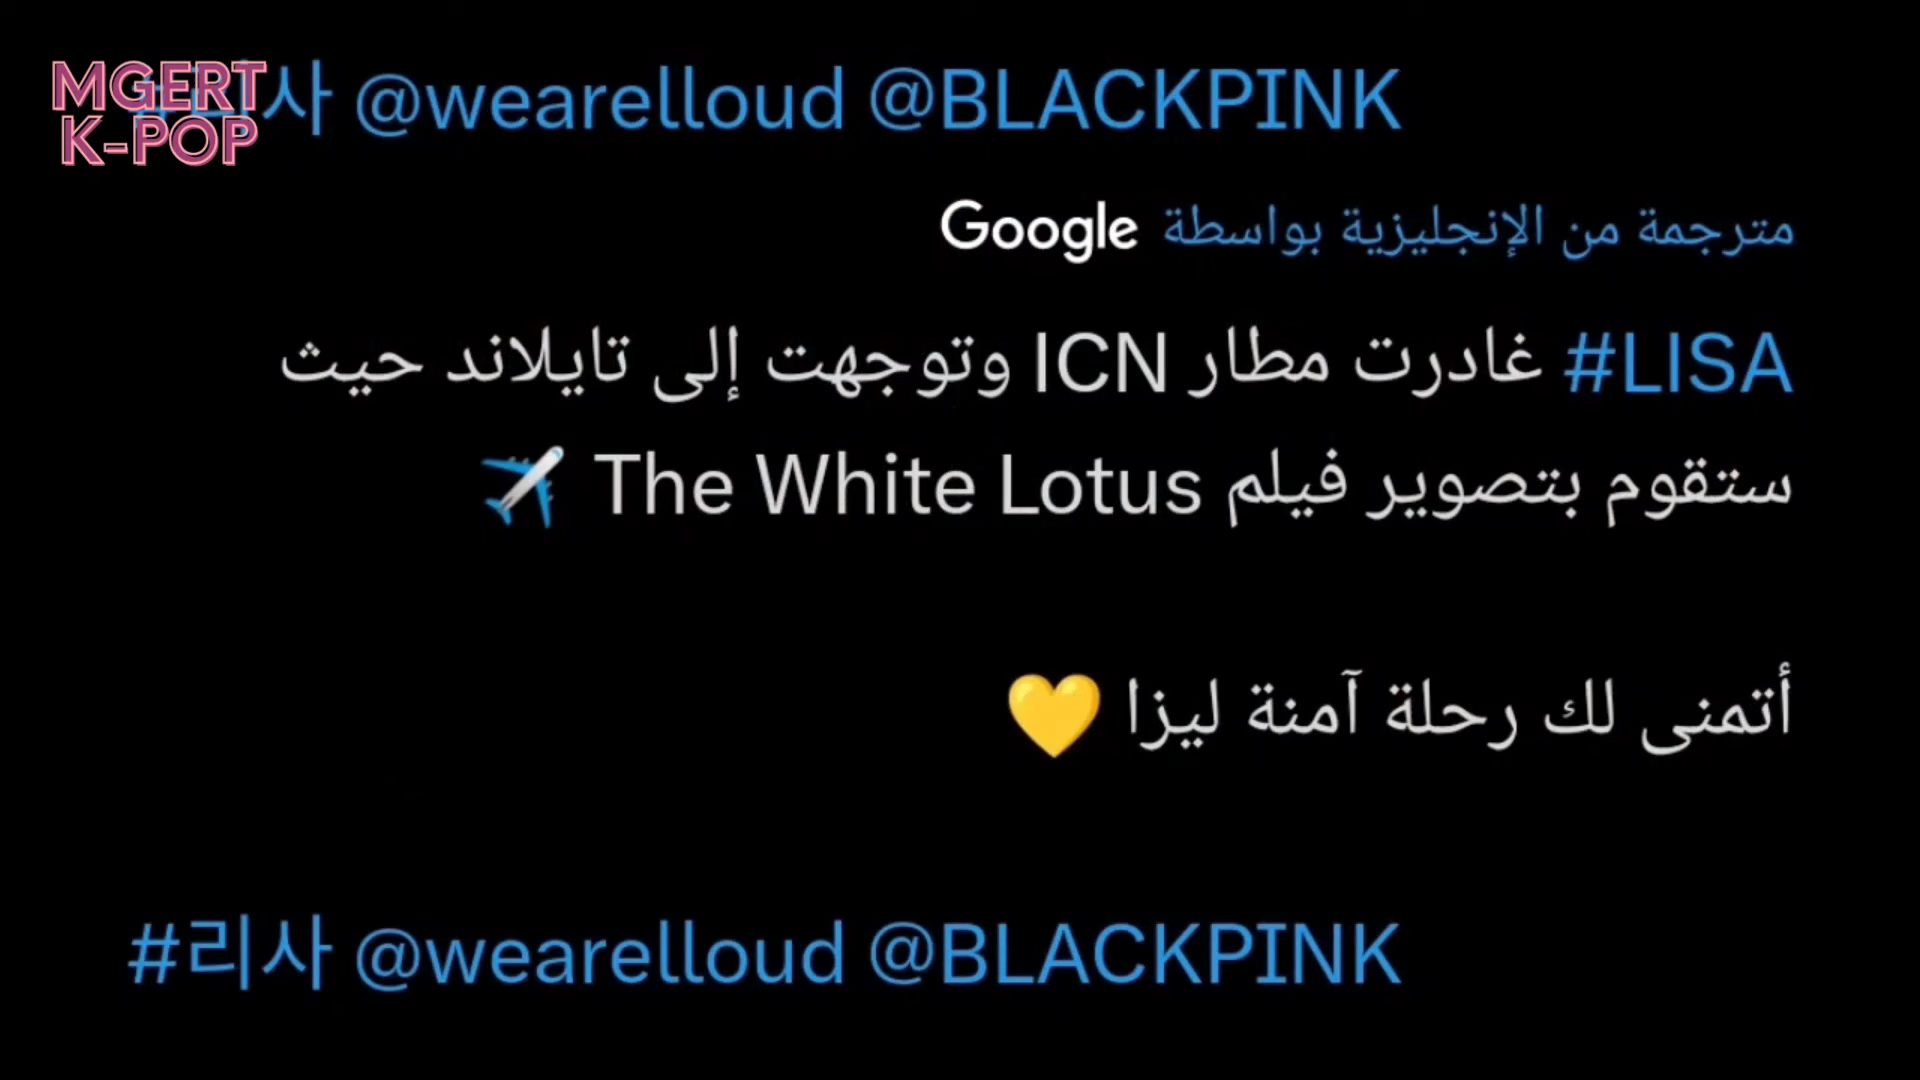 MGERT
K-POP
사 @wearelloud @BLACKPINK
مترجمة من الإنجليزية بواسطة Google
#LISA غادرت مطار ICN وتوجهت إلى تايلاند حيث
ستقوم بتصوير فيلم The White Lotus ✈️
أتمنى لك رحلة آمنة ليزا 💛
#리사 @wearelloud @BLACKPINK